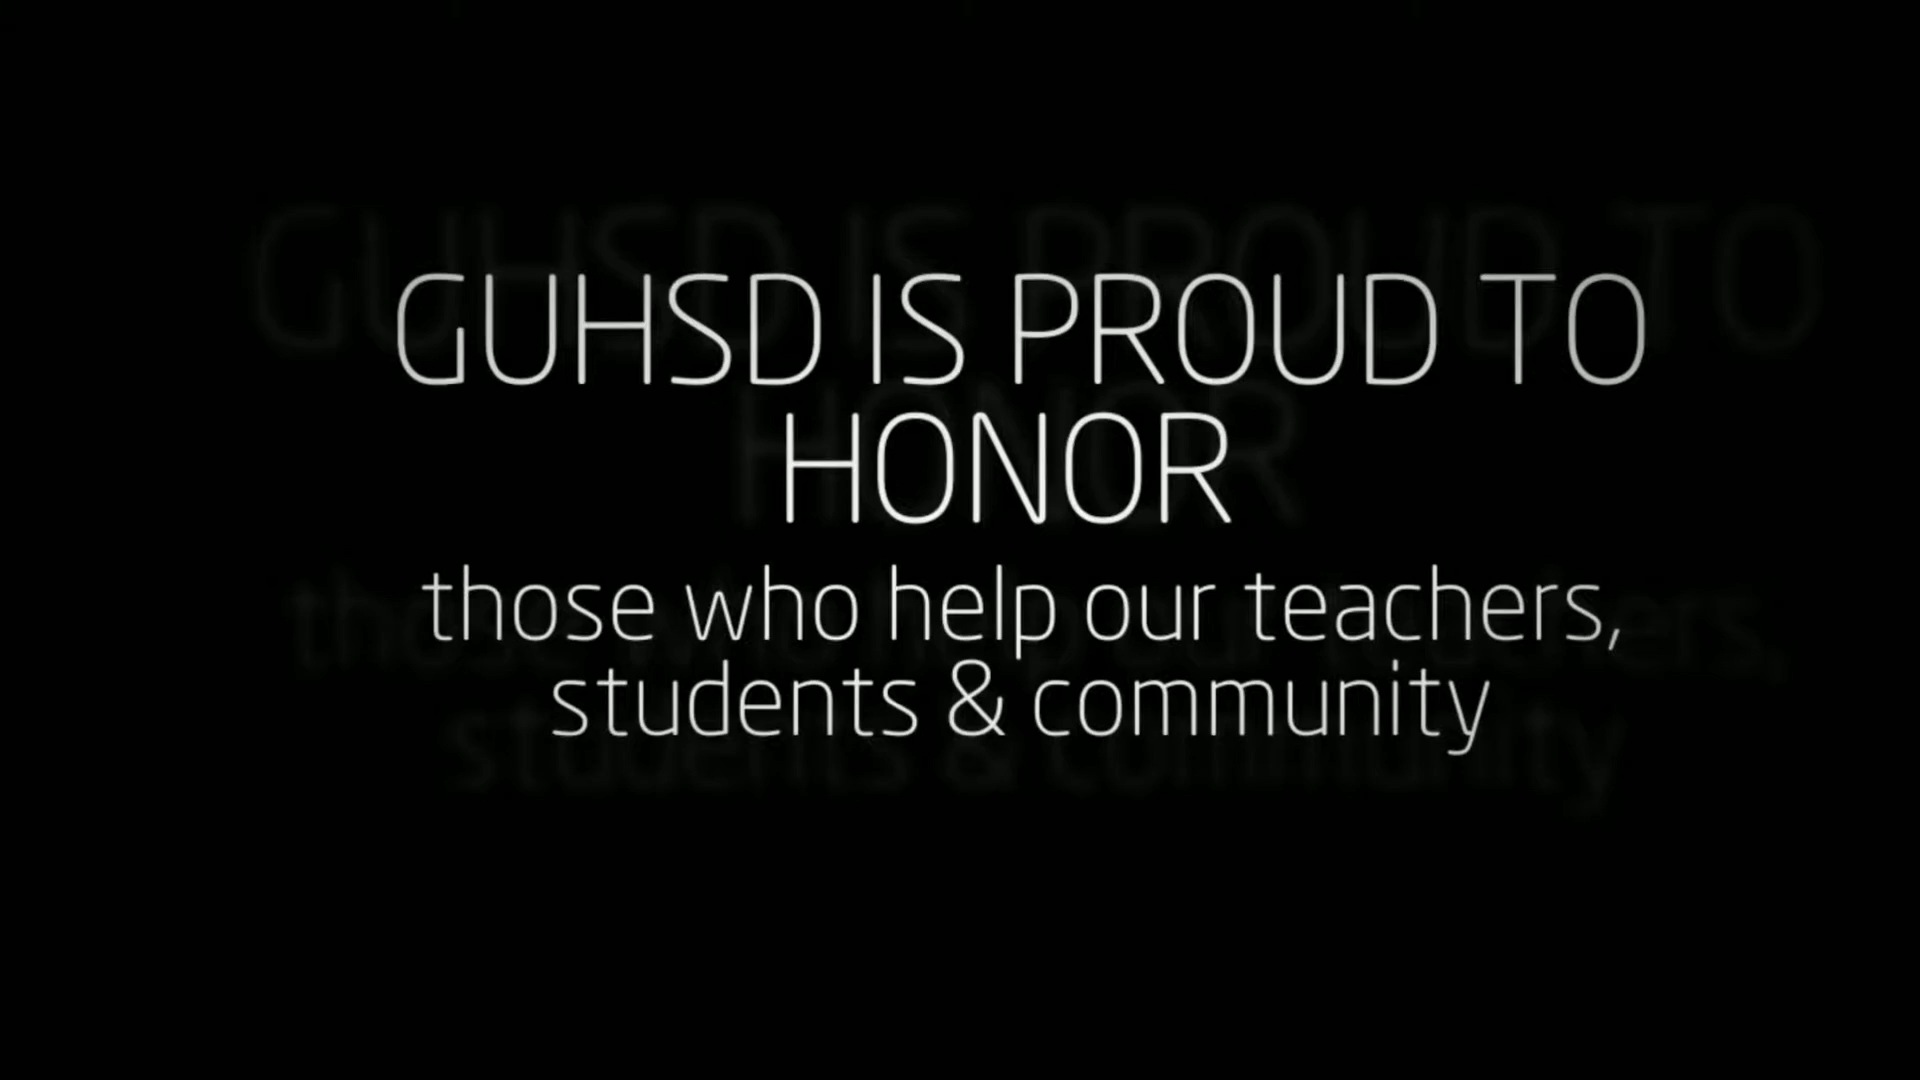 GUHSD IS PROUD TO
HONOR
those who help our teachers,
students & community